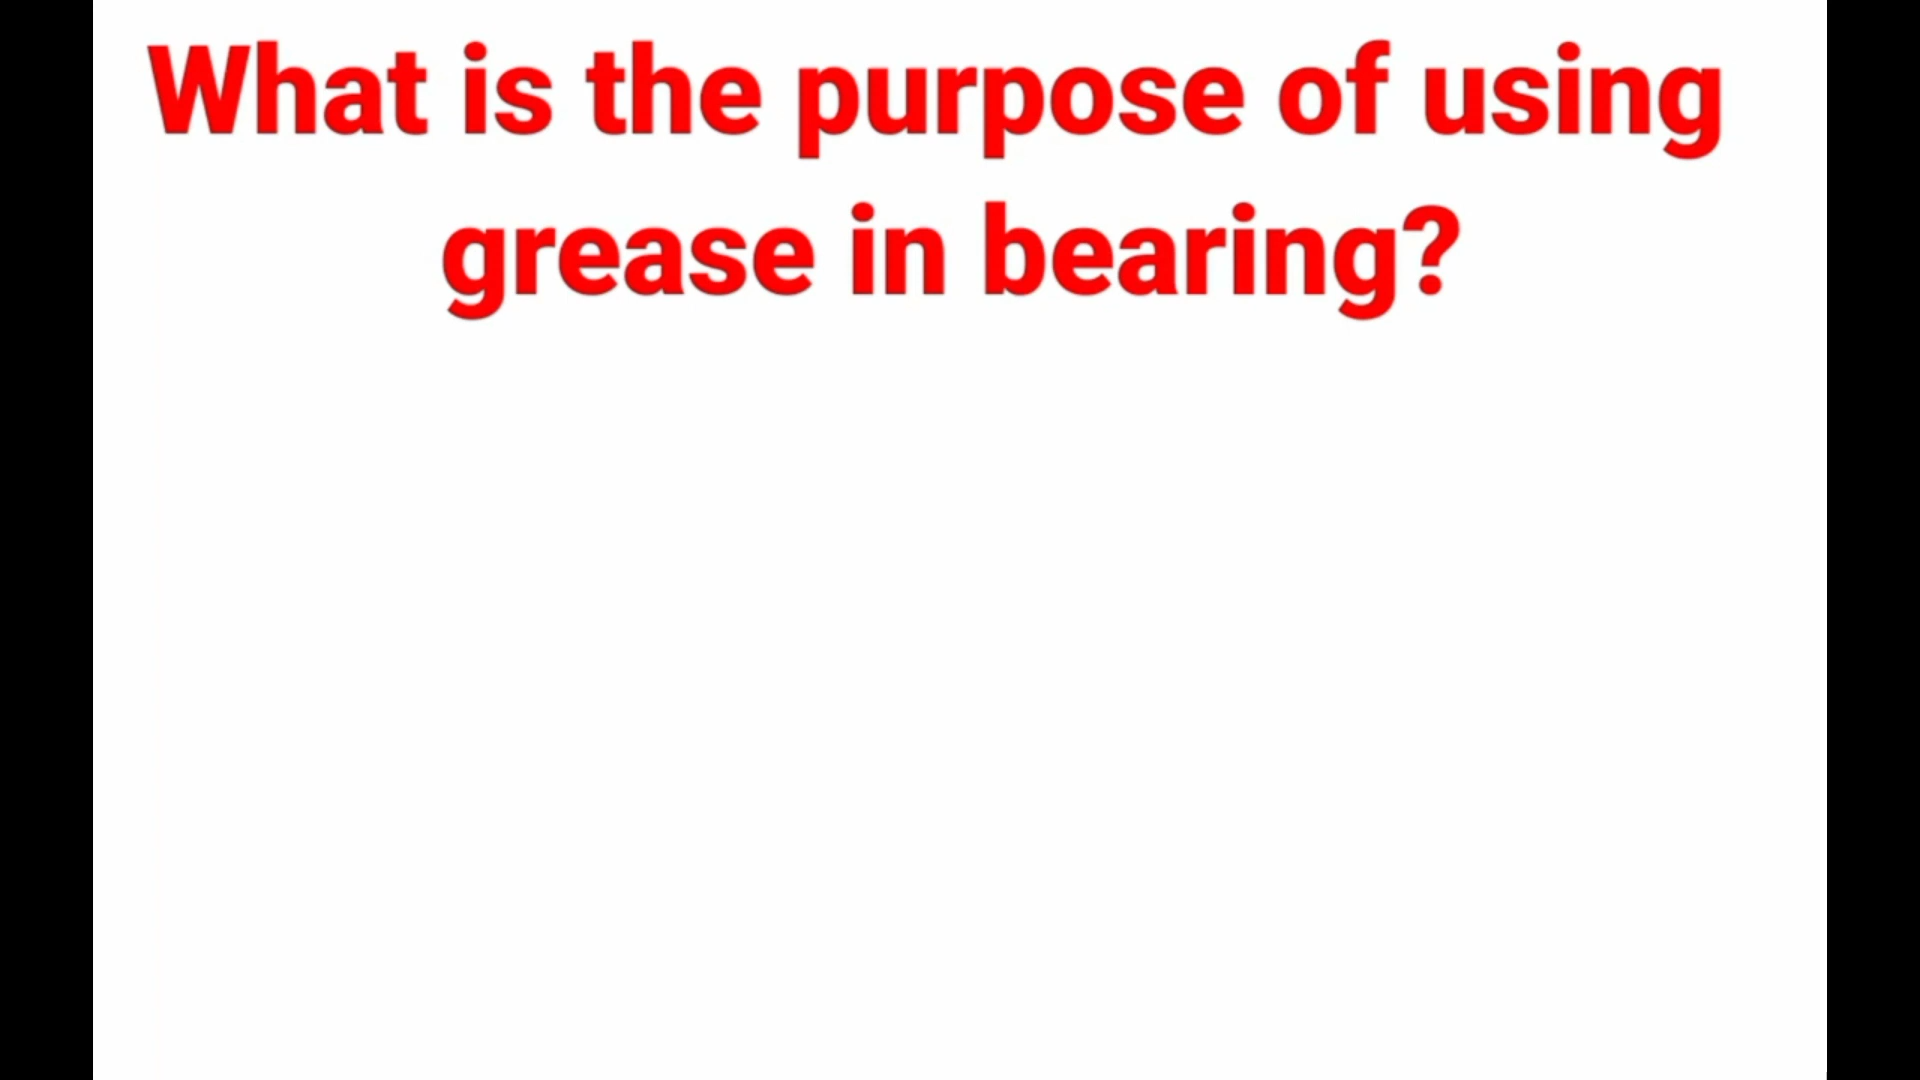 What is the purpose of using
grease in bearing?